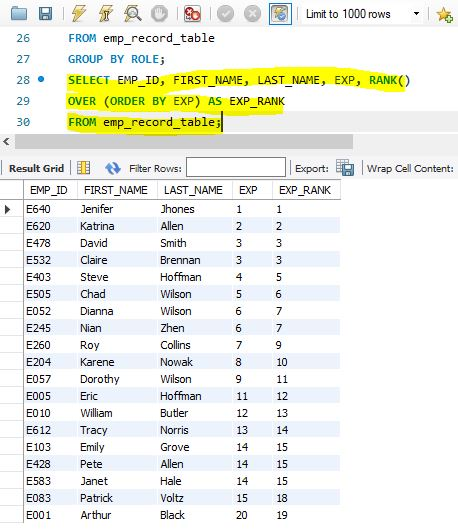 Limit to 1000 rows
26 FROM emp_record_table
27 GROUP BY ROLE;
28 SELECT EMP_ID, FIRST_NAME, LAST_NAME, EXP, RANK()
29 OVER (ORDER BY EXP) AS EXP_RANK
30 FROM emp_record_table;
Result Grid Filter Rows: Export: Wrap Cell Content:
EMP_ID FIRST_NAME LAST_NAME EXP EXP_RANK
E640 Jenifer Jhones 1 1
E620 Katrina Allen 2 2
E478 David Smith 3 3
E532 Claire Brennan 3 3
E403 Steve Hoffman 4 5
E505 Chad Wilson 5 6
E052 Dianna Wilson 6 7
E245 Nian Zhen 6 7
E260 Roy Collins 7 9
E204 Karene Nowak 8 10
E057 Dorothy Wilson 9 11
E005 Eric Hoffman 11 12
E010 William Butler 12 13
E612 Tracy Norris 13 14
E103 Emily Grove 14 15
E428 Pete Allen 14 15
E583 Janet Hale 14 15
E083 Patrick Voltz 15 18
E001 Arthur Black 20 19